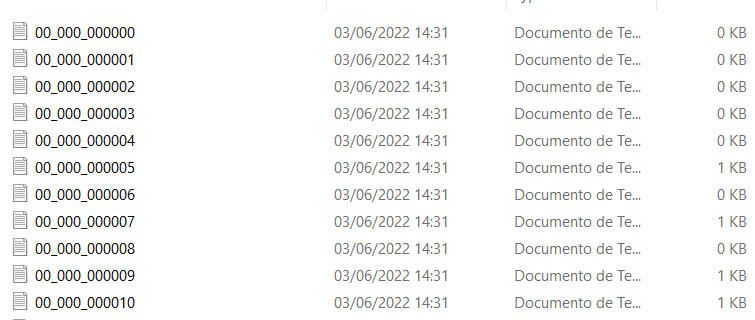 00_000_000000 03/06/2022 14:31 Documento de Te... 0 KB
00_000_000001 03/06/2022 14:31 Documento de Te... 0 KB
00_000_000002 03/06/2022 14:31 Documento de Te... 0 KB
00_000_000003 03/06/2022 14:31 Documento de Te... 0 KB
00_000_000004 03/06/2022 14:31 Documento de Te... 0 KB
00_000_000005 03/06/2022 14:31 Documento de Te... 1 KB
00_000_000006 03/06/2022 14:31 Documento de Te... 0 KB
00_000_000007 03/06/2022 14:31 Documento de Te... 1 KB
00_000_000008 03/06/2022 14:31 Documento de Te... 0 KB
00_000_000009 03/06/2022 14:31 Documento de Te... 1 KB
00_000_000010 03/06/2022 14:31 Documento de Te... 1 KB